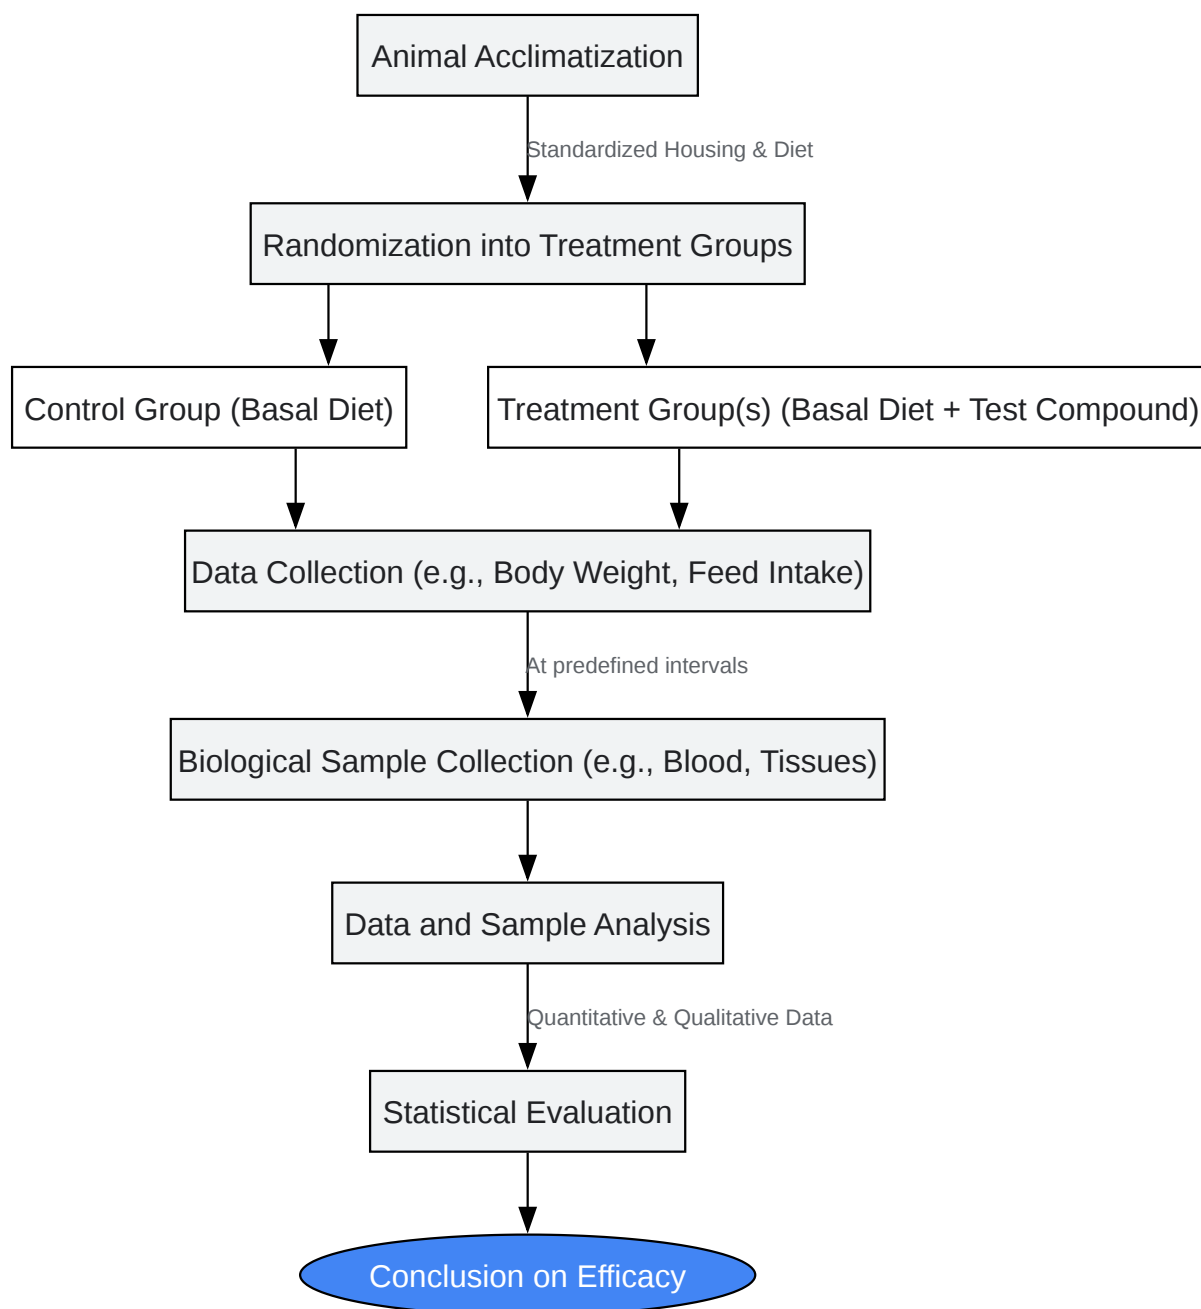 Animal Acclimatization
Standardized Housing & Diet
Randomization into Treatment Groups
Control Group (Basal Diet)
Treatment Group(s) (Basal Diet + Test Compound)
Data Collection (e.g., Body Weight, Feed Intake)
At predefined intervals
Biological Sample Collection (e.g., Blood, Tissues)
Data and Sample Analysis
Quantitative & Qualitative Data
Statistical Evaluation
Conclusion on Efficacy